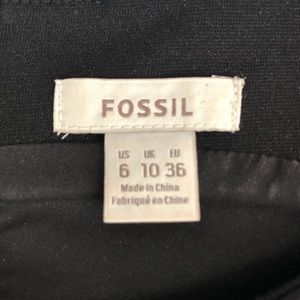 FOSSIL
US UK EU
6 10 36
Made in China
Fabriqué en Chine